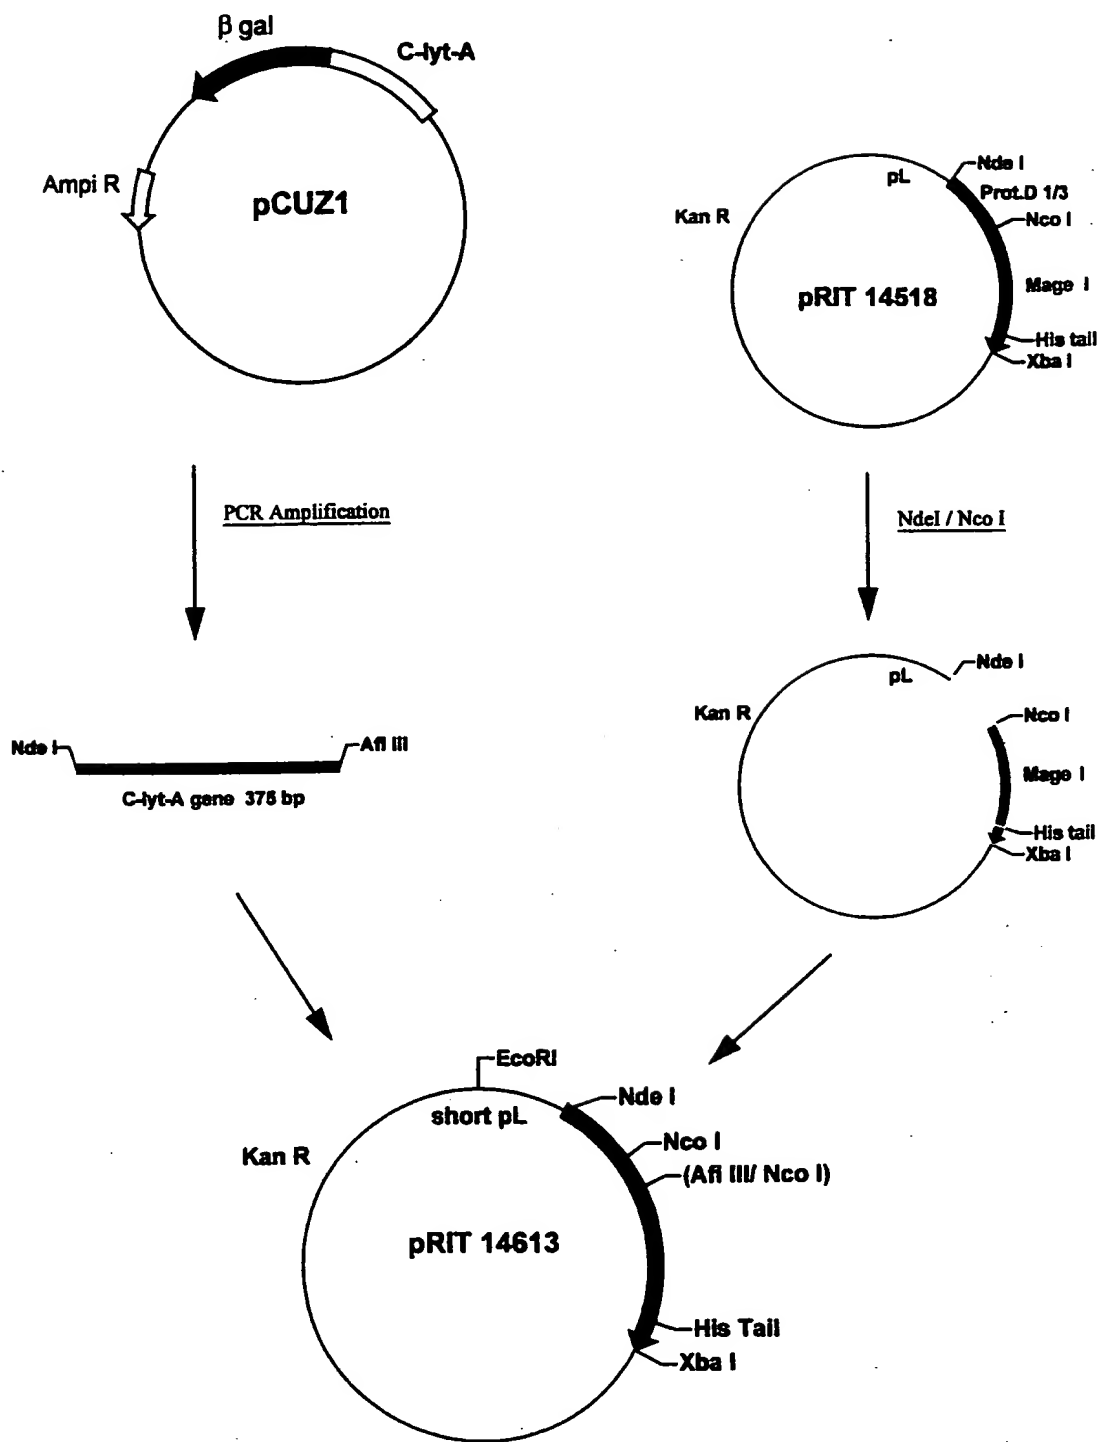 β gal
C-lyt-A
Ampi R
pCUZ1
PCR Amplification
Nde I
Afl III
C-lyt-A gene 375 bp
Kan R
pL
Nde I
Prot.D 1/3
Nco I
Mage I
pRIT 14518
His tail
Xba I
NdeI / Nco I
pL
Nde I
Kan R
Nco I
Mage I
His tail
Xba I
EcoRI
short pL
Nde I
Kan R
Nco I
(Afl III/ Nco I)
pRIT 14613
His Tail
Xba I